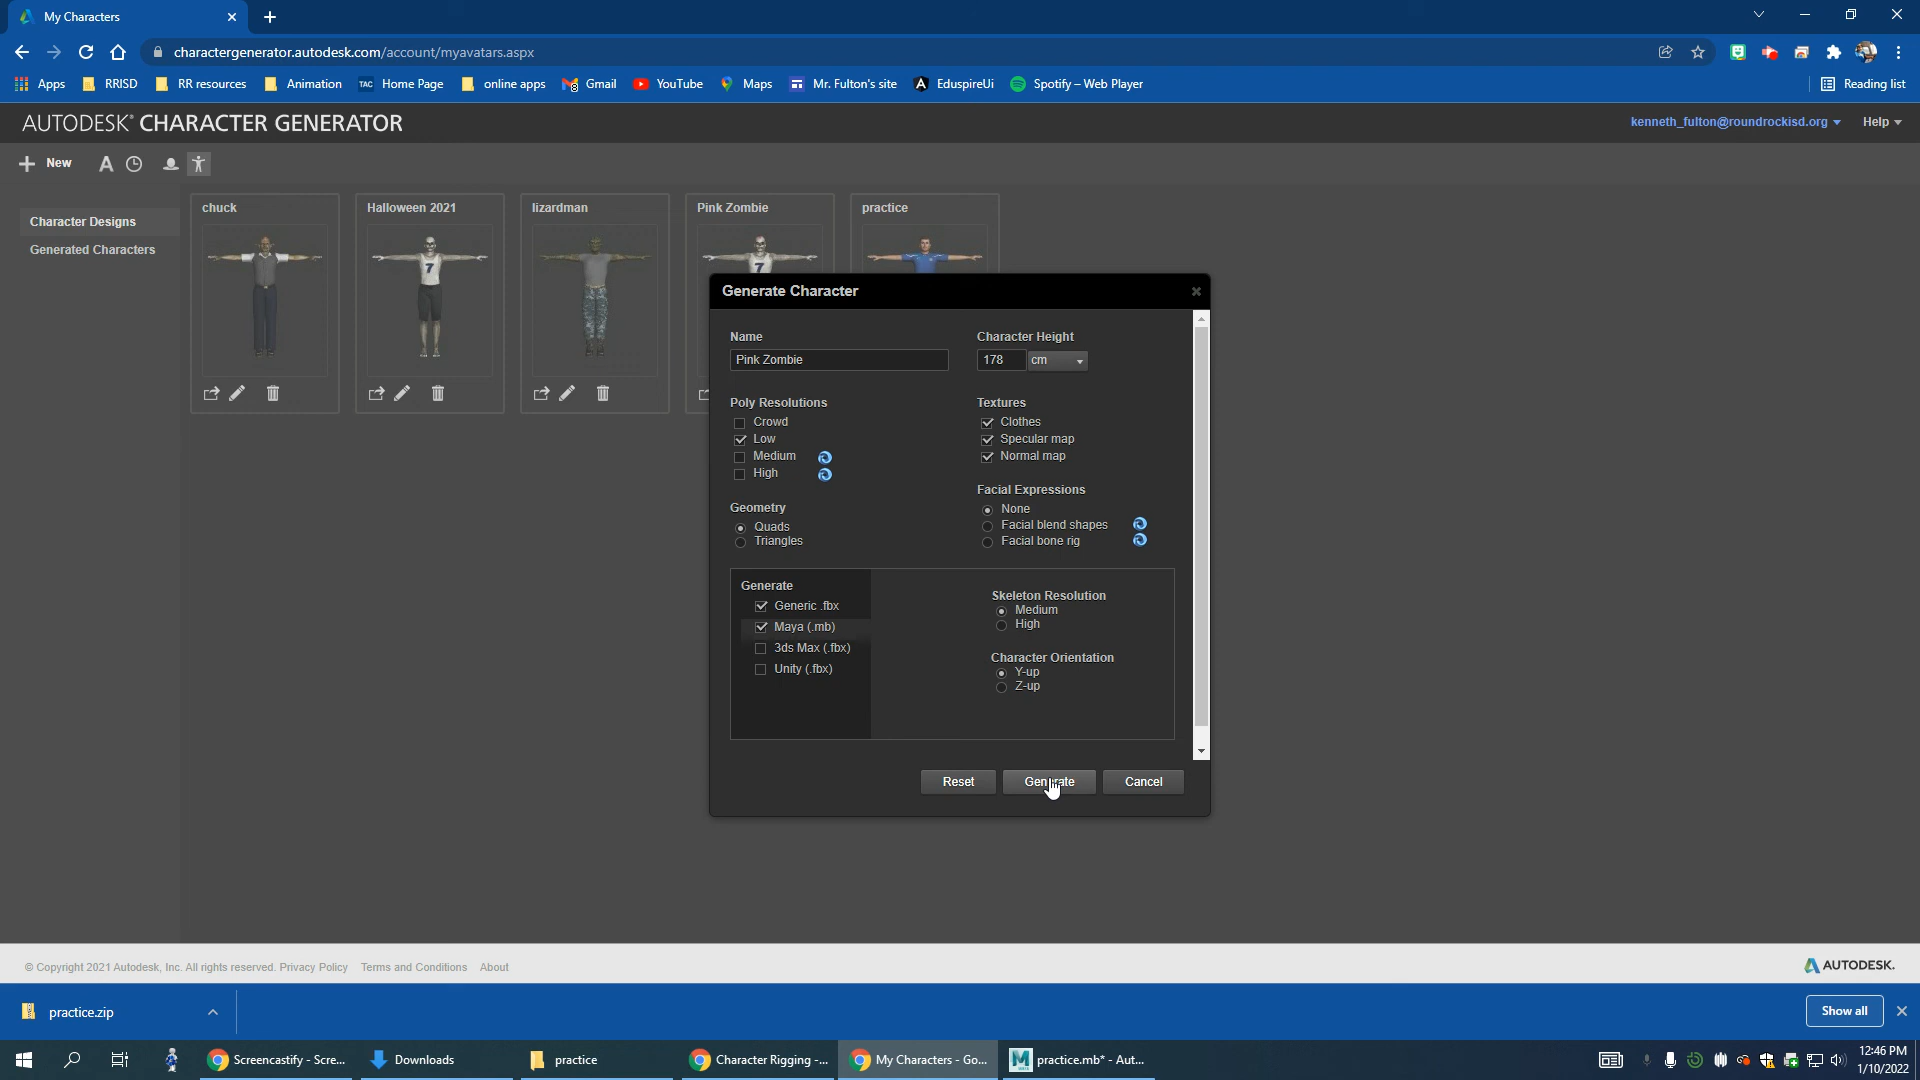 My Characters
charactergenerator.autodesk.com/account/myavatars.aspx
Apps RRISD RR resources Animation TAC Home Page online apps Gmail YouTube Maps Mr. Fulton's site EduspireUi Spotify – Web Player Reading list
AUTODESK® CHARACTER GENERATOR kenneth_fulton@roundrockisd.org Help
New
Character Designs
Generated Characters
chuck Halloween 2021 lizardman Pink Zombie practice
7 7
Generate Character
Name Character Height
Pink Zombie 178 cm
Poly Resolutions Textures
Crowd Clothes
Low Specular map
Medium Normal map
High
Facial Expressions
Geometry None
Quads Facial blend shapes
Triangles Facial bone rig
Generate
Generic .fbx
Maya (.mb)
3ds Max (.fbx)
Unity (.fbx)
Skeleton Resolution
Medium
High
Character Orientation
Y-up
Z-up
Reset Generate Cancel
© Copyright 2021 Autodesk, Inc. All rights reserved. Privacy Policy Terms and Conditions About AUTODESK.
practice.zip Show all
Screencastify - Scre... Downloads practice Character Rigging -... My Characters - Go... practice.mb* - Aut...
12:46 PM
1/10/2022